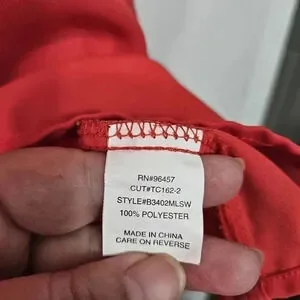 RN#96457
CUT#TC162-2
STYLE#B3402MLSW
100% POLYESTER
MADE IN CHINA
CARE ON REVERSE